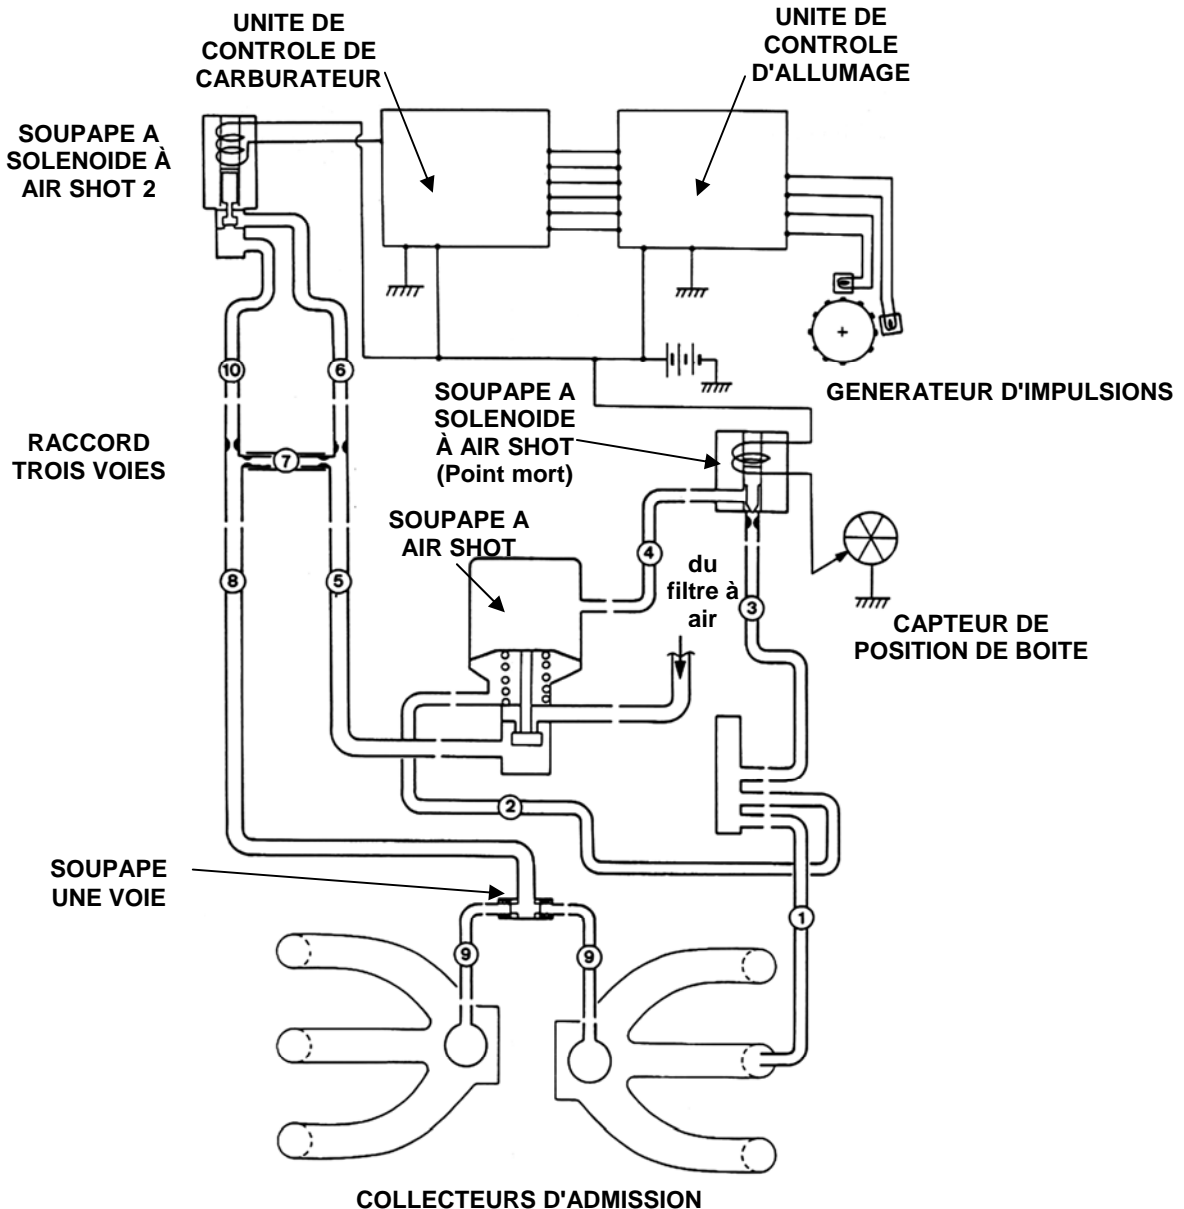 UNITE DE
CONTROLE DE
CARBURATEUR
UNITE DE
CONTROLE
D'ALLUMAGE
SOUPAPE A
SOLENOIDE À
AIR SHOT 2
10
6
SOUPAPE A
SOLENOIDE
À AIR SHOT
(Point mort)
GENERATEUR D'IMPULSIONS
RACCORD
TROIS VOIES
7
SOUPAPE A
AIR SHOT
4
du
filtre à
air
8
5
3
CAPTEUR DE
POSITION DE BOITE
2
SOUPAPE
UNE VOIE
1
9
9
COLLECTEURS D'ADMISSION